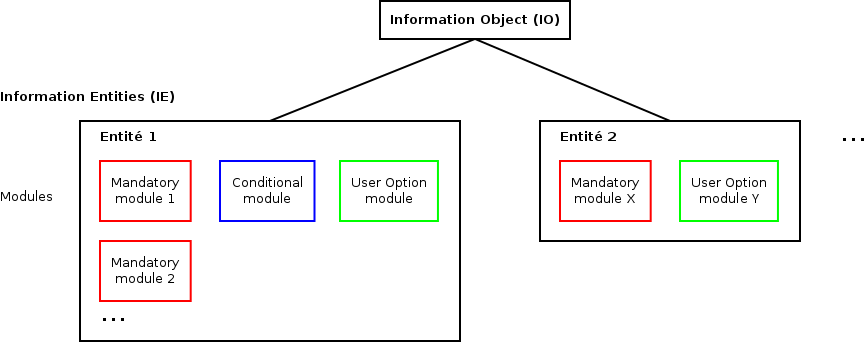 Information Object (IO)
Information Entities (IE)
Entité 1
Entité 2
...
Modules
Mandatory
module 1
Conditional
module
User Option
module
Mandatory
module X
User Option
module Y
Mandatory
module 2
...